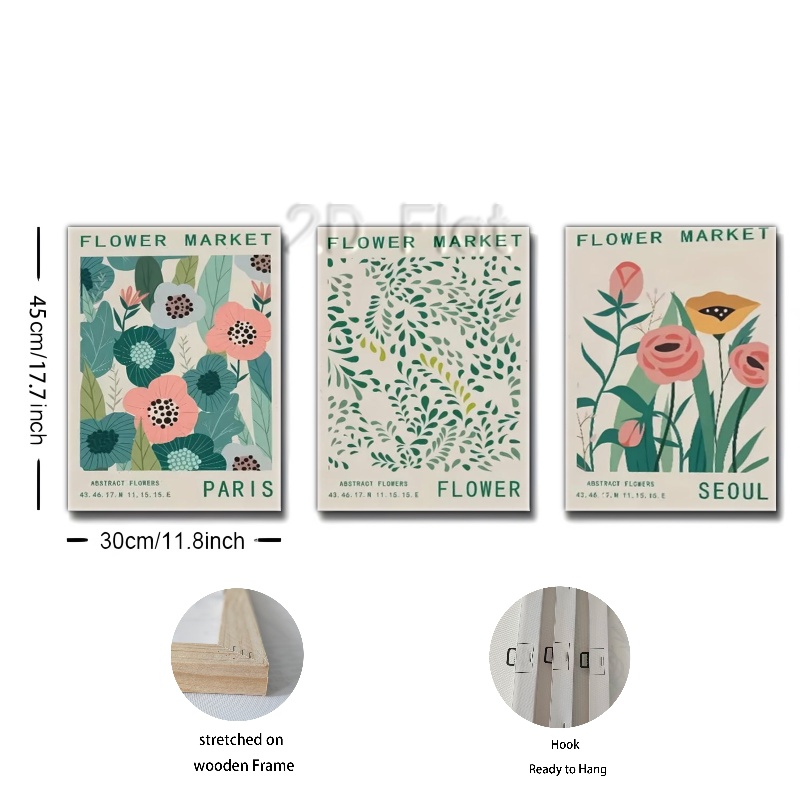 2D Flat
FLOWER MARKET
FLOWER MARKET
FLOWER MARKET
45cm/17.7inch
ABSTRACT FLOWERS
43.46.17.N 11.15.15.E
PARIS
ABSTRACT FLOWERS
43.46.17.N 11.15.15.E
FLOWER
ABSTRACT FLOWERS
SEOUL
30cm/11.8inch
stretched on
wooden Frame
Hook
Ready to Hang